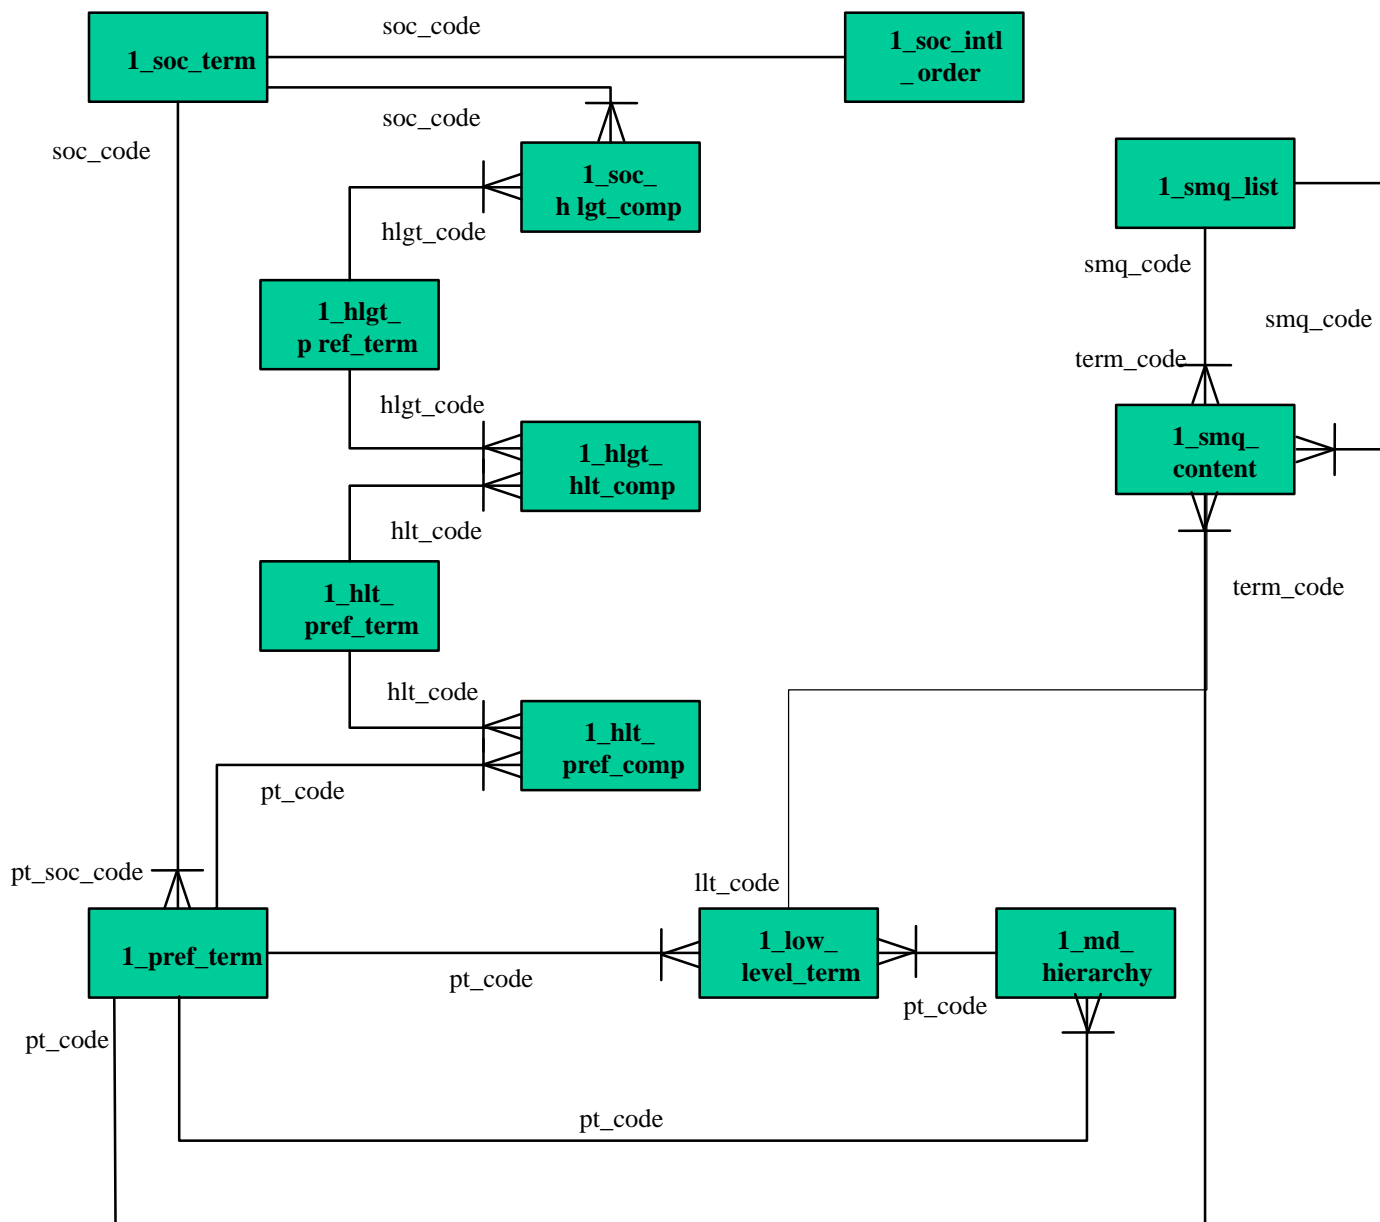 soc_code
1_soc_term
1_soc_intl
_ order
soc_code
soc_code
1_soc_
h lgt_comp
1_smq_list
hlgt_code
smq_code
1_hlgt_
p ref_term
smq_code
term_code
hlgt_code
1_hlgt_
hlt_comp
1_smq_
content
hlt_code
1_hlt_
pref_term
term_code
hlt_code
1_hlt_
pref_comp
pt_code
pt_soc_code
llt_code
1_pref_term
1_low_
level_term
1_md_
hierarchy
pt_code
pt_code
pt_code
pt_code